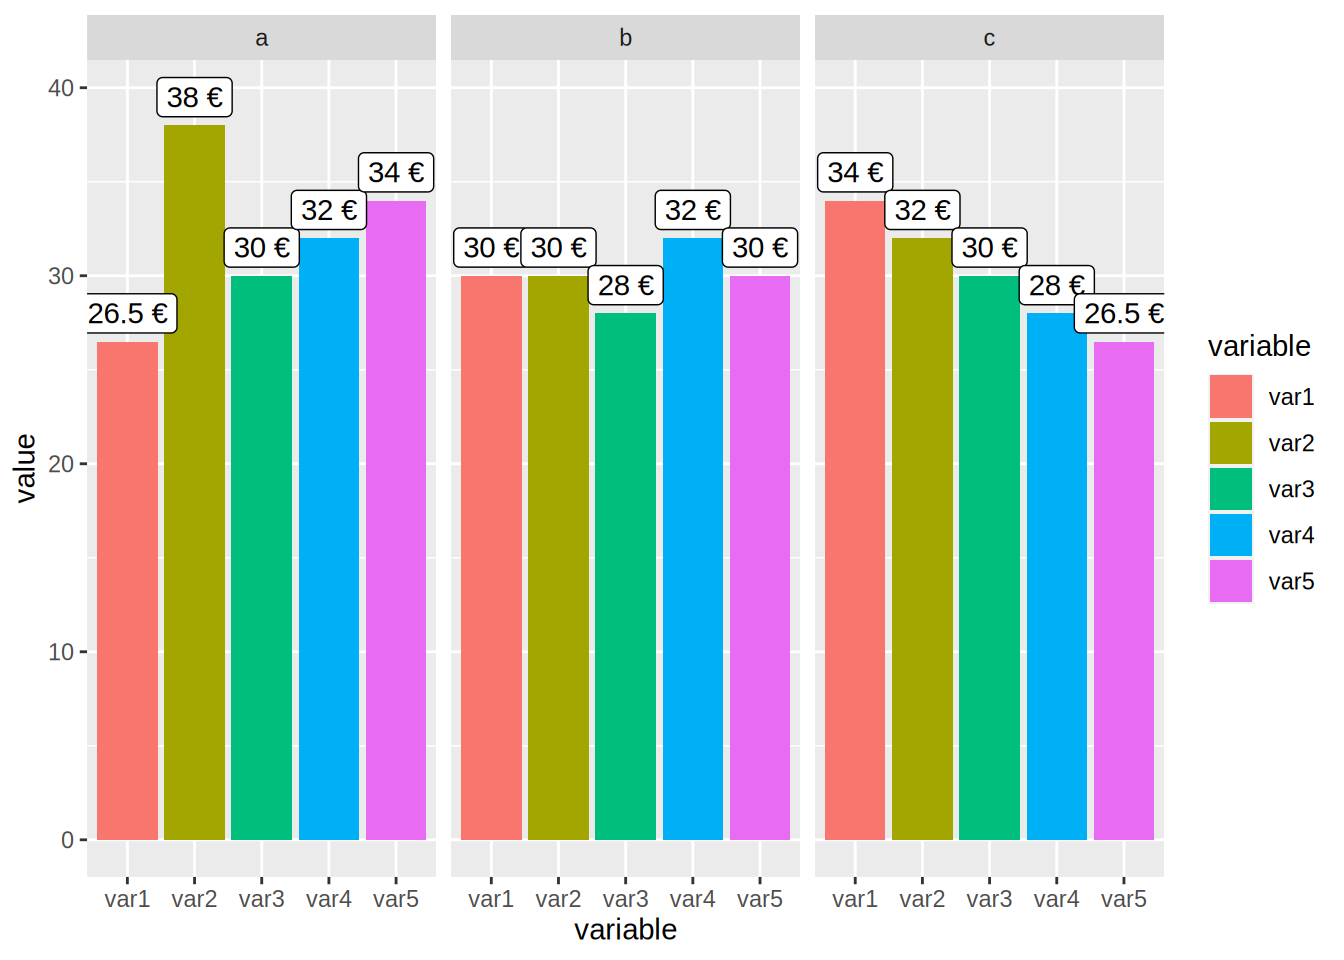 a b c
40
30
20
10
0
value
38 €
34 €
32 €
30 €
26.5 €
32 €
30 € 30 € 30 €
28 €
34 €
32 €
30 €
28 €
26.5 €
var1 var2 var3 var4 var5
var1 var2 var3 var4 var5
var1 var2 var3 var4 var5
variable
variable
var1
var2
var3
var4
var5